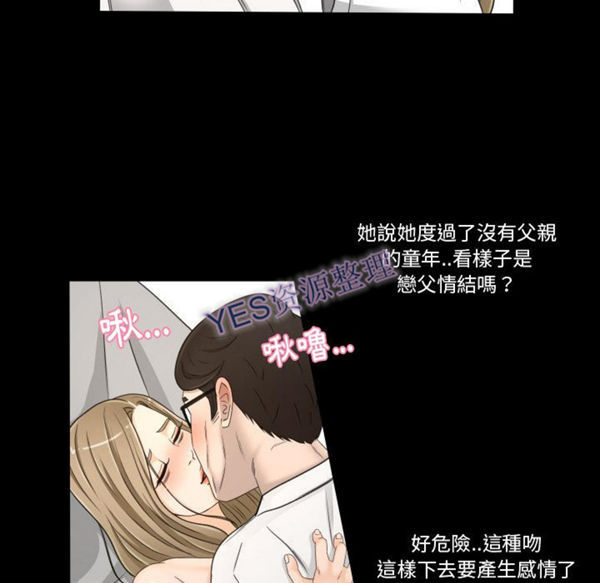 她說她度過了沒有父親
的童年..看樣子是
戀父情結嗎？
YES资源整理
啾...
啾嚕...
好危險..這種吻
這樣下去要產生感情了